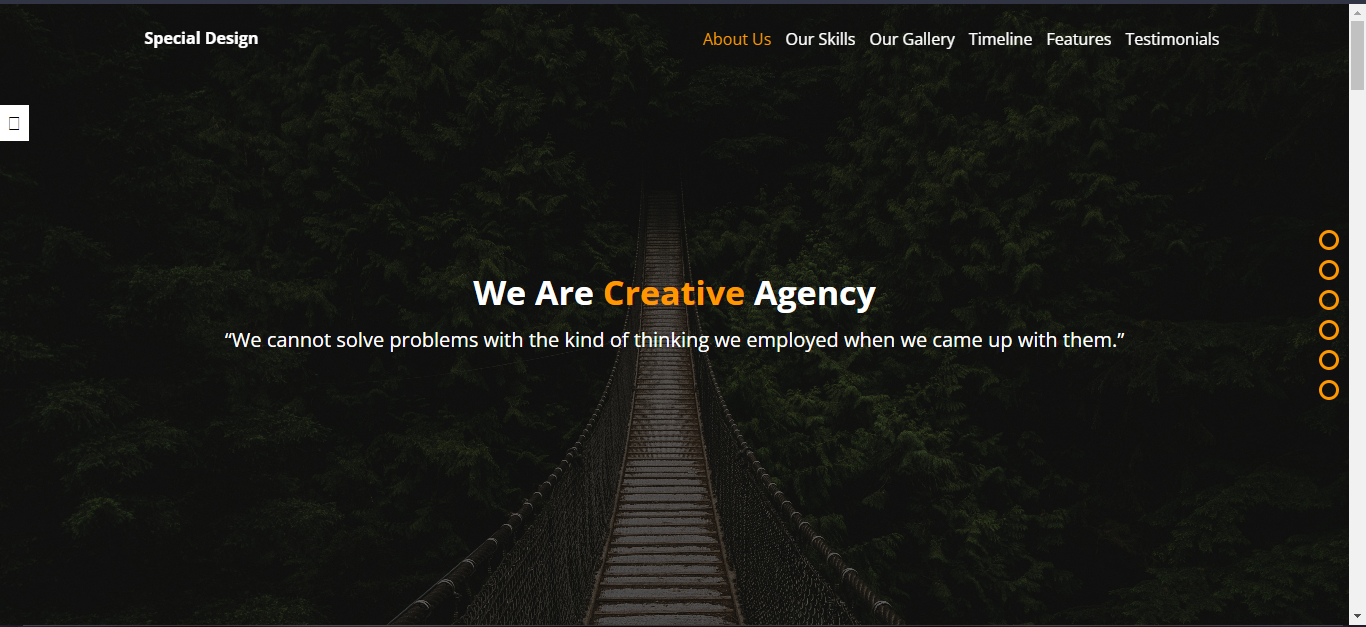 Special Design
About Us Our Skills Our Gallery Timeline Features Testimonials
We Are Creative Agency
“We cannot solve problems with the kind of thinking we employed when we came up with them.”